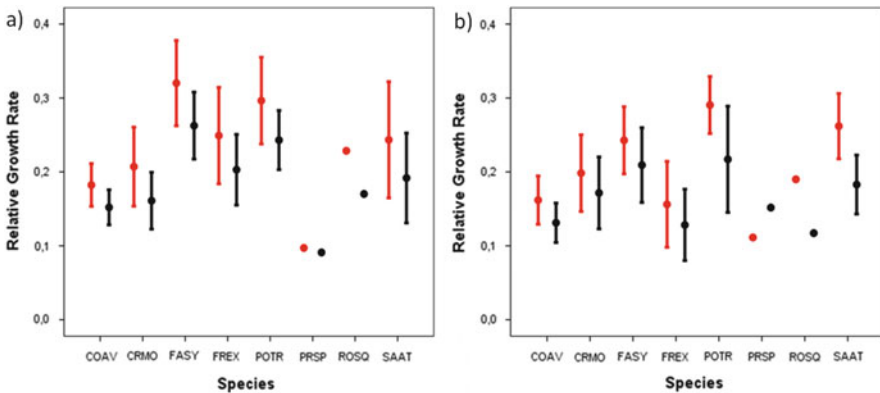 a)
Relative Growth Rate
0,4
0,3
0,2
0,1
0,0
COAV CRMO FASY FREX POTR PRSP ROSQ SAAT
Species
b)
Relative Growth Rate
0,4
0,3
0,2
0,1
0,0
COAV CRMO FASY FREX POTR PRSP ROSQ SAAT
Species